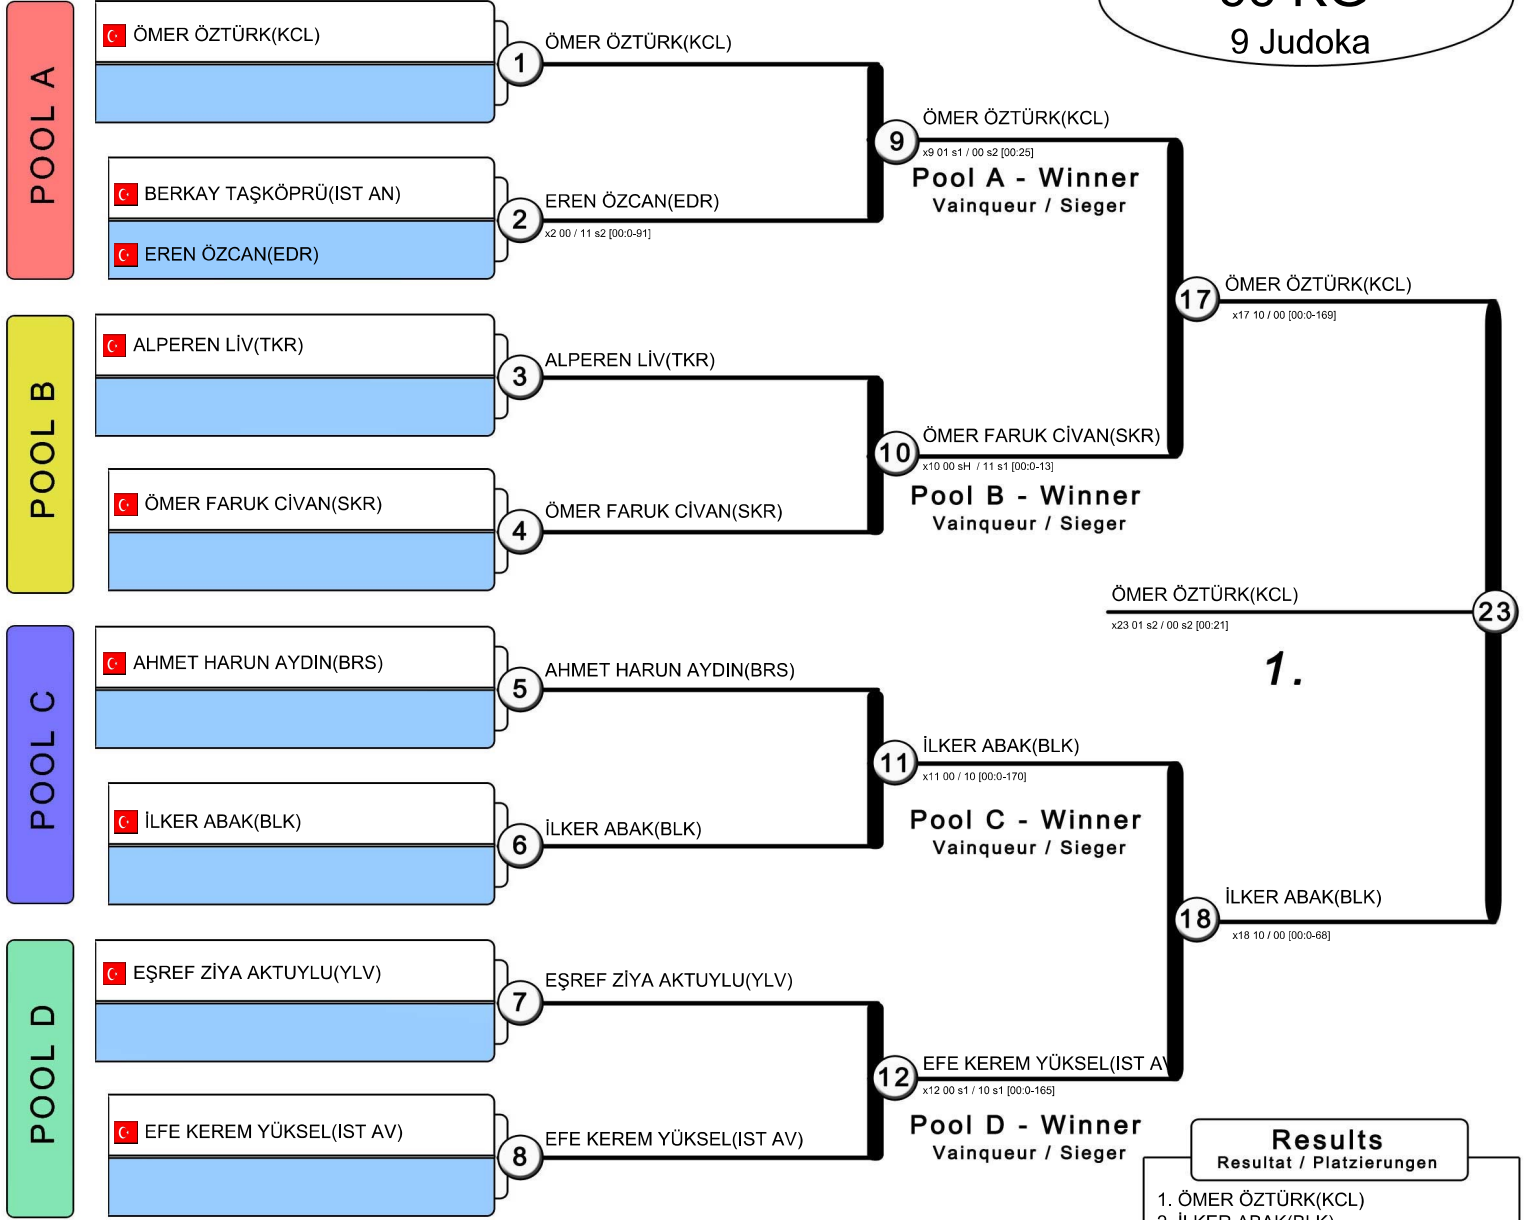 9 Judoka
POOL A
ÖMER ÖZTÜRK(KCL)
1
ÖMER ÖZTÜRK(KCL)
BERKAY TAŞKÖPRÜ(IST AN)
EREN ÖZCAN(EDR)
2
EREN ÖZCAN(EDR)
x2 00 / 11 s2 [00:0-91]
9
ÖMER ÖZTÜRK(KCL)
x9 01 s1 / 00 s2 [00:25]
Pool A - Winner
Vainqueur / Sieger
POOL B
ALPEREN LİV(TKR)
3
ALPEREN LİV(TKR)
ÖMER FARUK CİVAN(SKR)
4
ÖMER FARUK CİVAN(SKR)
10
ÖMER FARUK CİVAN(SKR)
x10 00 sH / 11 s1 [00:0-13]
Pool B - Winner
Vainqueur / Sieger
17
ÖMER ÖZTÜRK(KCL)
x17 10 / 00 [00:0-169]
POOL C
AHMET HARUN AYDIN(BRS)
5
AHMET HARUN AYDIN(BRS)
İLKER ABAK(BLK)
6
İLKER ABAK(BLK)
11
İLKER ABAK(BLK)
x11 00 / 10 [00:0-170]
Pool C - Winner
Vainqueur / Sieger
POOL D
EŞREF ZİYA AKTUYLU(YLV)
7
EŞREF ZİYA AKTUYLU(YLV)
EFE KEREM YÜKSEL(IST AV)
8
EFE KEREM YÜKSEL(IST AV)
12
EFE KEREM YÜKSEL(IST AV
x12 00 s1 / 10 s1 [00:0-165]
Pool D - Winner
Vainqueur / Sieger
18
İLKER ABAK(BLK)
x18 10 / 00 [00:0-68]
23
ÖMER ÖZTÜRK(KCL)
x23 01 s2 / 00 s2 [00:21]
1.
Results
Resultat / Platzierungen
1. ÖMER ÖZTÜRK(KCL)
2. İLKER ABAK(BLK)